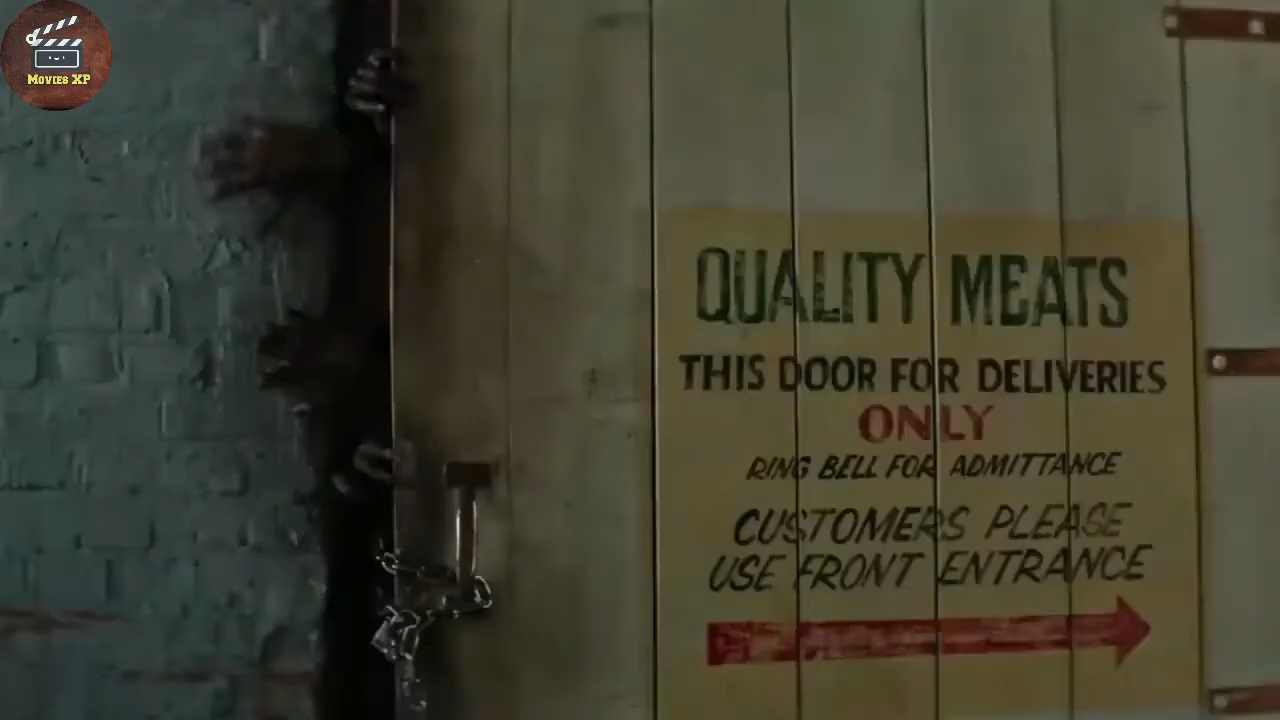 MOVIES XP
QUALITY MEATS
THIS DOOR FOR DELIVERIES
ONLY
RING BELL FOR ADMITTANCE
CUSTOMERS PLEASE
USE FRONT ENTRANCE